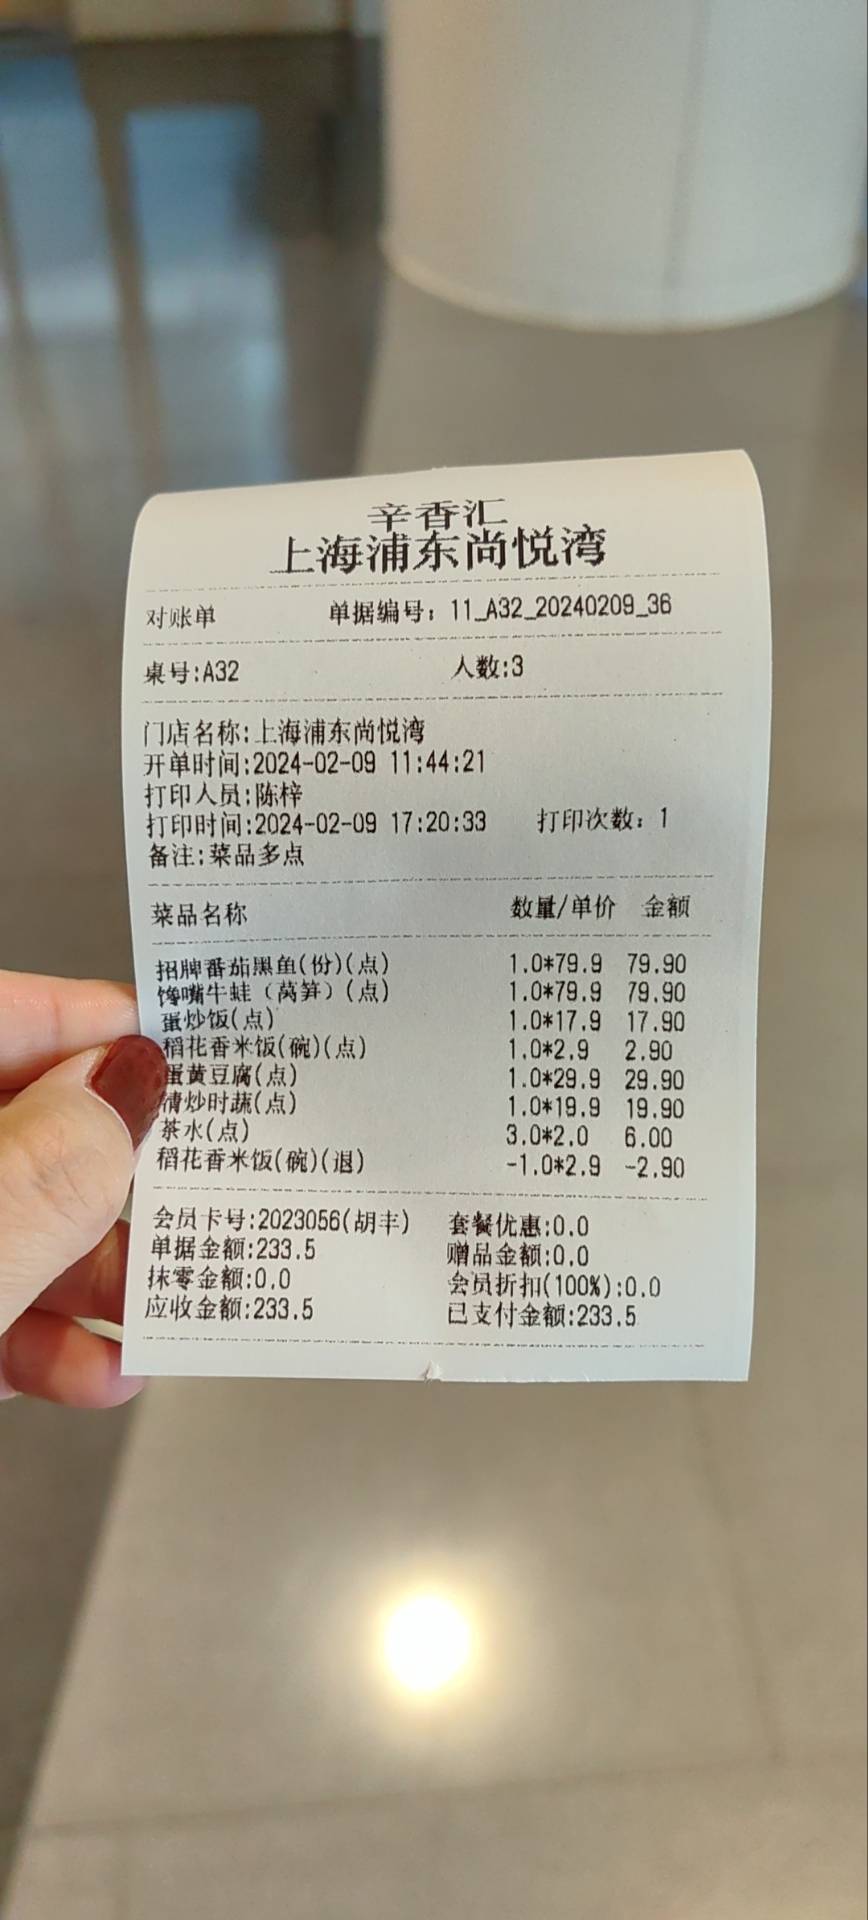 辛香汇
上海浦东尚悦湾
对账单 单据编号：11_A32_20240209_36
桌号:A32 人数:3
门店名称:上海浦东尚悦湾
开单时间:2024-02-09 11:44:21
打印人员:陈梓
打印时间:2024-02-09 17:20:33 打印次数：1
备注:菜品多点
菜品名称 数量/单价 金额
招牌番茄黑鱼(份)(点) 1.0*79.9 79.90
馋嘴牛蛙（莴笋）(点) 1.0*79.9 79.90
蛋炒饭(点) 1.0*17.9 17.90
稻花香米饭(碗)(点) 1.0*2.9 2.90
蛋黄豆腐(点) 1.0*29.9 29.90
清炒时蔬(点) 1.0*19.9 19.90
茶水(点) 3.0*2.0 6.00
稻花香米饭(碗)(退) -1.0*2.9 -2.90
会员卡号:2023056(胡丰) 套餐优惠:0.0
单据金额:233.5 赠品金额:0.0
抹零金额:0.0 会员折扣(100%):0.0
应收金额:233.5 已支付金额:233.5